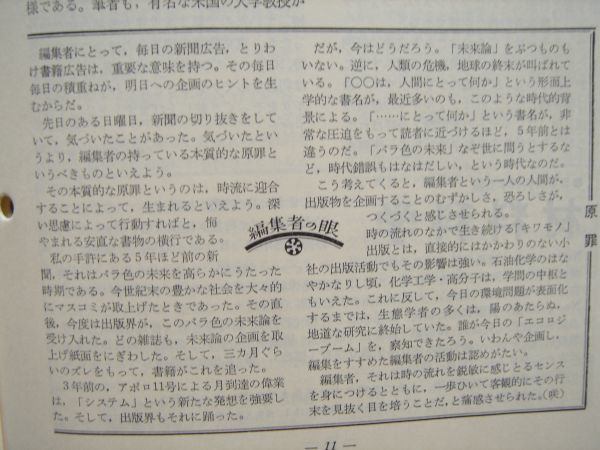 様である。筆者も，有名な米国の大学教授が
編集者にとって，毎日の新聞広告，とりわ
け書籍広告は，重要な意味を持つ。その毎日
毎日の積重ねが，明日への企画のヒントを生
むからだ。
先日のある日曜日，新聞の切り抜きをして
いて，気づいたことがあった。気づいたとい
うより，編集者の持っている本質的な原罪と
いうべきものといえよう。
その本質的な原罪というのは，時流に迎合
することによって，生まれるといえよう。深
い思慮によって行動すればと，悔
やまれる安直な書物の横行である。
私の手許にある5年ほど前の新
聞，それはバラ色の未来を高らかにうたった
時期である。今世紀末の豊かな社会を大々的
にマスコミが取上げたときであった。その直
後，今度は出版界が，このバラ色の未来論を
受け入れた。どの雑誌も，未来論の企画を取
上げ紙面をにぎわした。そして，三カ月ぐら
いのズレをもって，書籍がこれを追った。
3年前の，アポロ11号による月到達の偉業
は，「システム」という新たな発想を強要し
た。そして，出版界もそれに踊った。
編集者の眼
だが，今はどうだろう。「未来論」をぶつものも
いない。逆に，人類の危機，地球の終末が叫ばれて
いる。「○○は，人間にとって何か」という形而上
学的な書名が，最近多いのも，このような時代的背
景による。「……にとって何か」という書名が，非
常な圧迫をもって読者に近づけるほど，5年前とは
違うのだ。「バラ色の未来」なぞ世に問うとするな
ど，時代錯誤もはなはだしい，という時代なのだ。
こう考えてくると，編集者という一人の人間が，
出版物を企画することのむずかしさ，恐ろしさが，
つくづくと感じさせられる。
時の流れのなかで生き続ける「キワモノ」
出版とは，直接的にはかかわりのない小
社の出版活動でもその影響は強い。石油化学のはな
やかなりし頃，化学工学・高分子は，学問の中枢と
もいえた。これに反して，今日の環境問題が表面化
するまでは，生態学者の多くは，陽のあたらぬ，
地道な研究に終始していた。誰が今日の「エコロジ
ーブーム」を，察知できたろう。いわんや企画し，
編集をすすめた編集者の活動は認めがたい。
編集者，それは時の流れを鋭敏に感じとるセンス
を身につけるとともに，一歩ひいて客観的にその行
末を見抜く目を培うことだ，と痛感させられた。（咲）
原罪
— 11 —